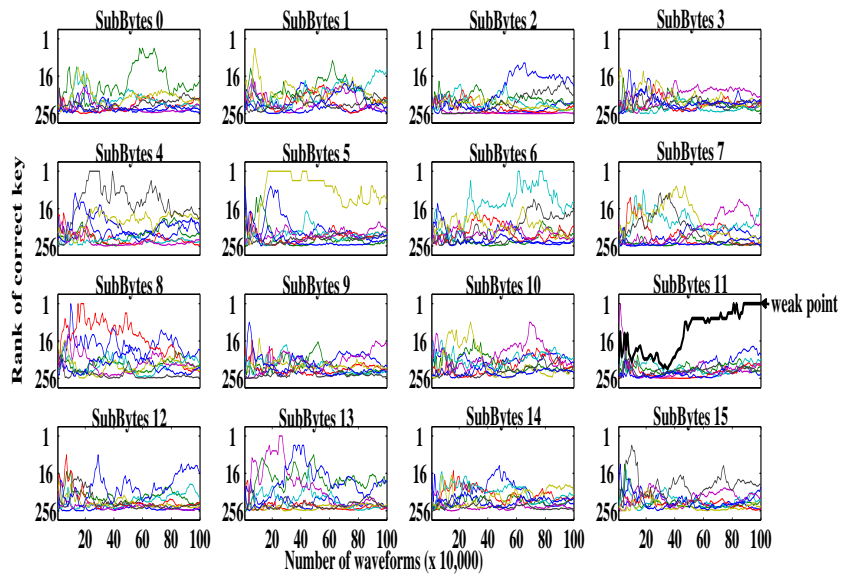 SubBytes 0 SubBytes 1 SubBytes 2 SubBytes 3
1 1 1 1
16 16 16 16
256 256 256 256
SubBytes 4 SubBytes 5 SubBytes 6 SubBytes 7
1 1 1 1
16 16 16 16
256 256 256 256
Rank of correct key
SubBytes 8 SubBytes 9 SubBytes 10 SubBytes 11
1 1 1 1 weak point
16 16 16 16
256 256 256 256
SubBytes 12 SubBytes 13 SubBytes 14 SubBytes 15
1 1 1 1
16 16 16 16
256 256 256 256
20 40 60 80 100 20 40 60 80 100 20 40 60 80 100 20 40 60 80 100
Number of waveforms (x 10,000)